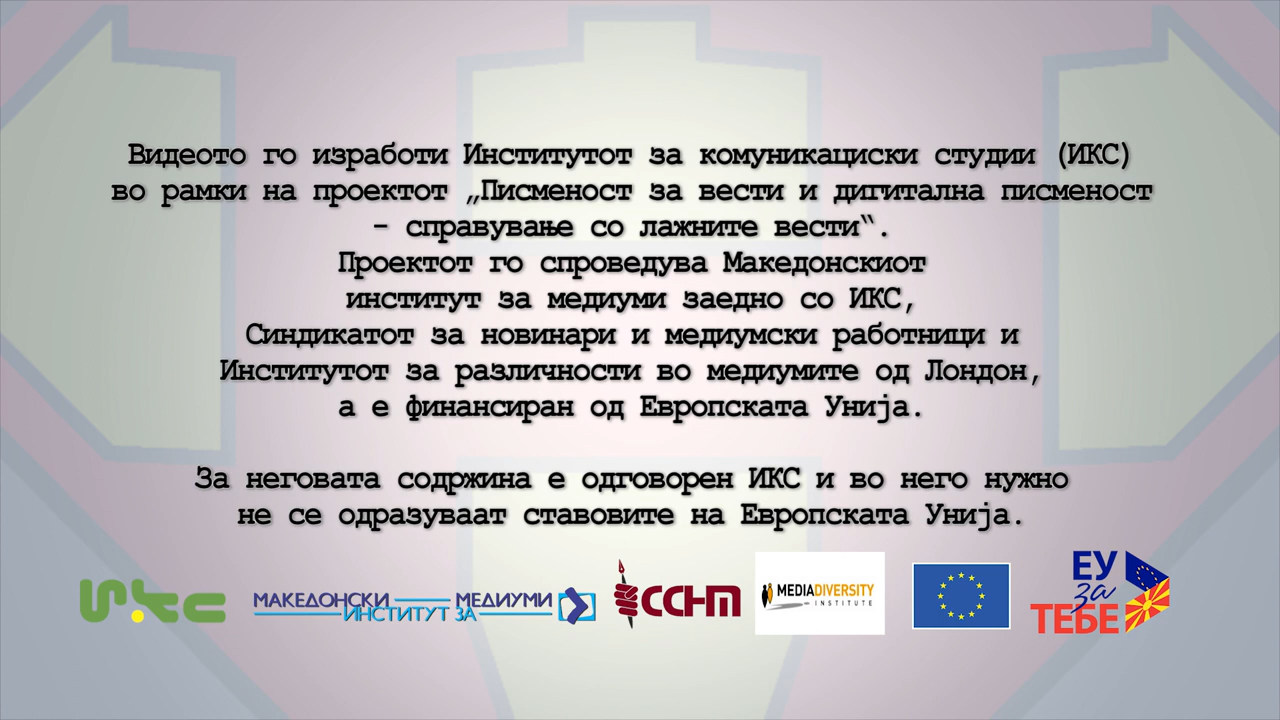 Видеото го изработи Институтот за комуникациски студии (ИКС)
во рамки на проектот „Писменост за вести и дигитална писменост
- справување со лажните вести“.
Проектот го спроведува Македонскиот
институт за медиуми заедно со ИКС,
Синдикатот за новинари и медиумски работници и
Институтот за различности во медиумите од Лондон,
а е финансиран од Европската Унија.
За неговата содржина е одговорен ИКС и во него нужно
не се одразуваат ставовите на Европската Унија.
икс
МАКЕДОНСКИ
ИНСТИТУТ ЗА
МЕДИУМИ
ССНМ
MEDIADIVERSITY
INSTITUTE
ЕУ
за
ТЕБЕ